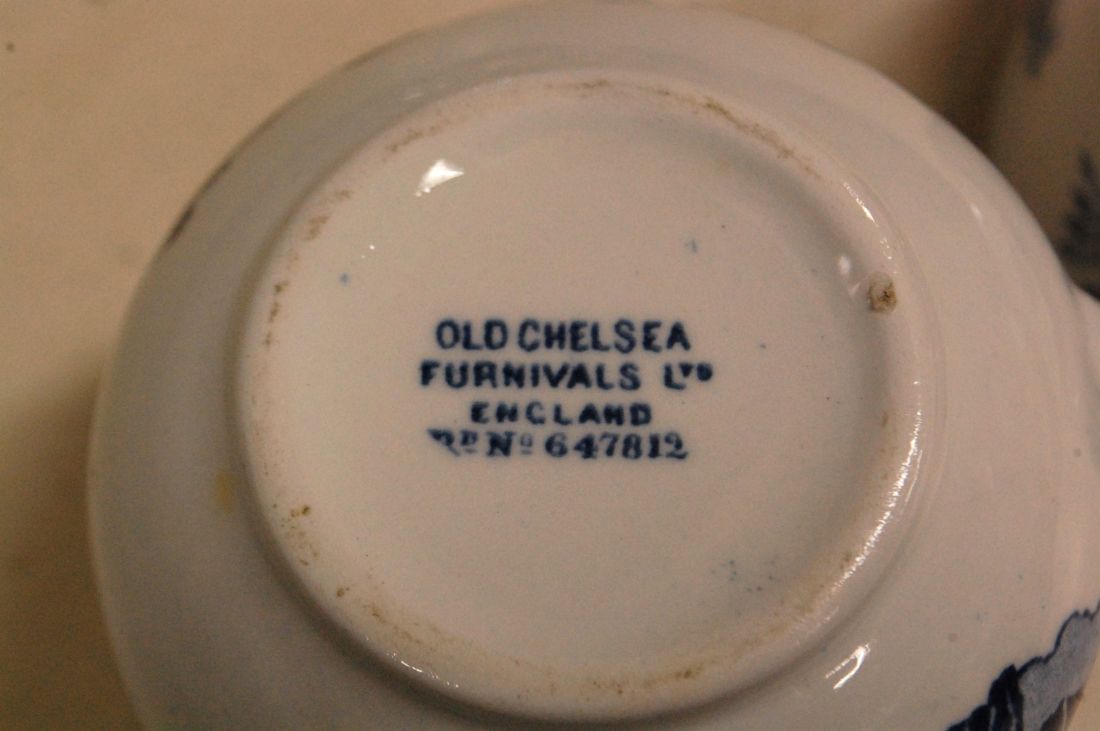 OLD CHELSEA
FURNIVALS LTD
ENGLAND
RD No 647812